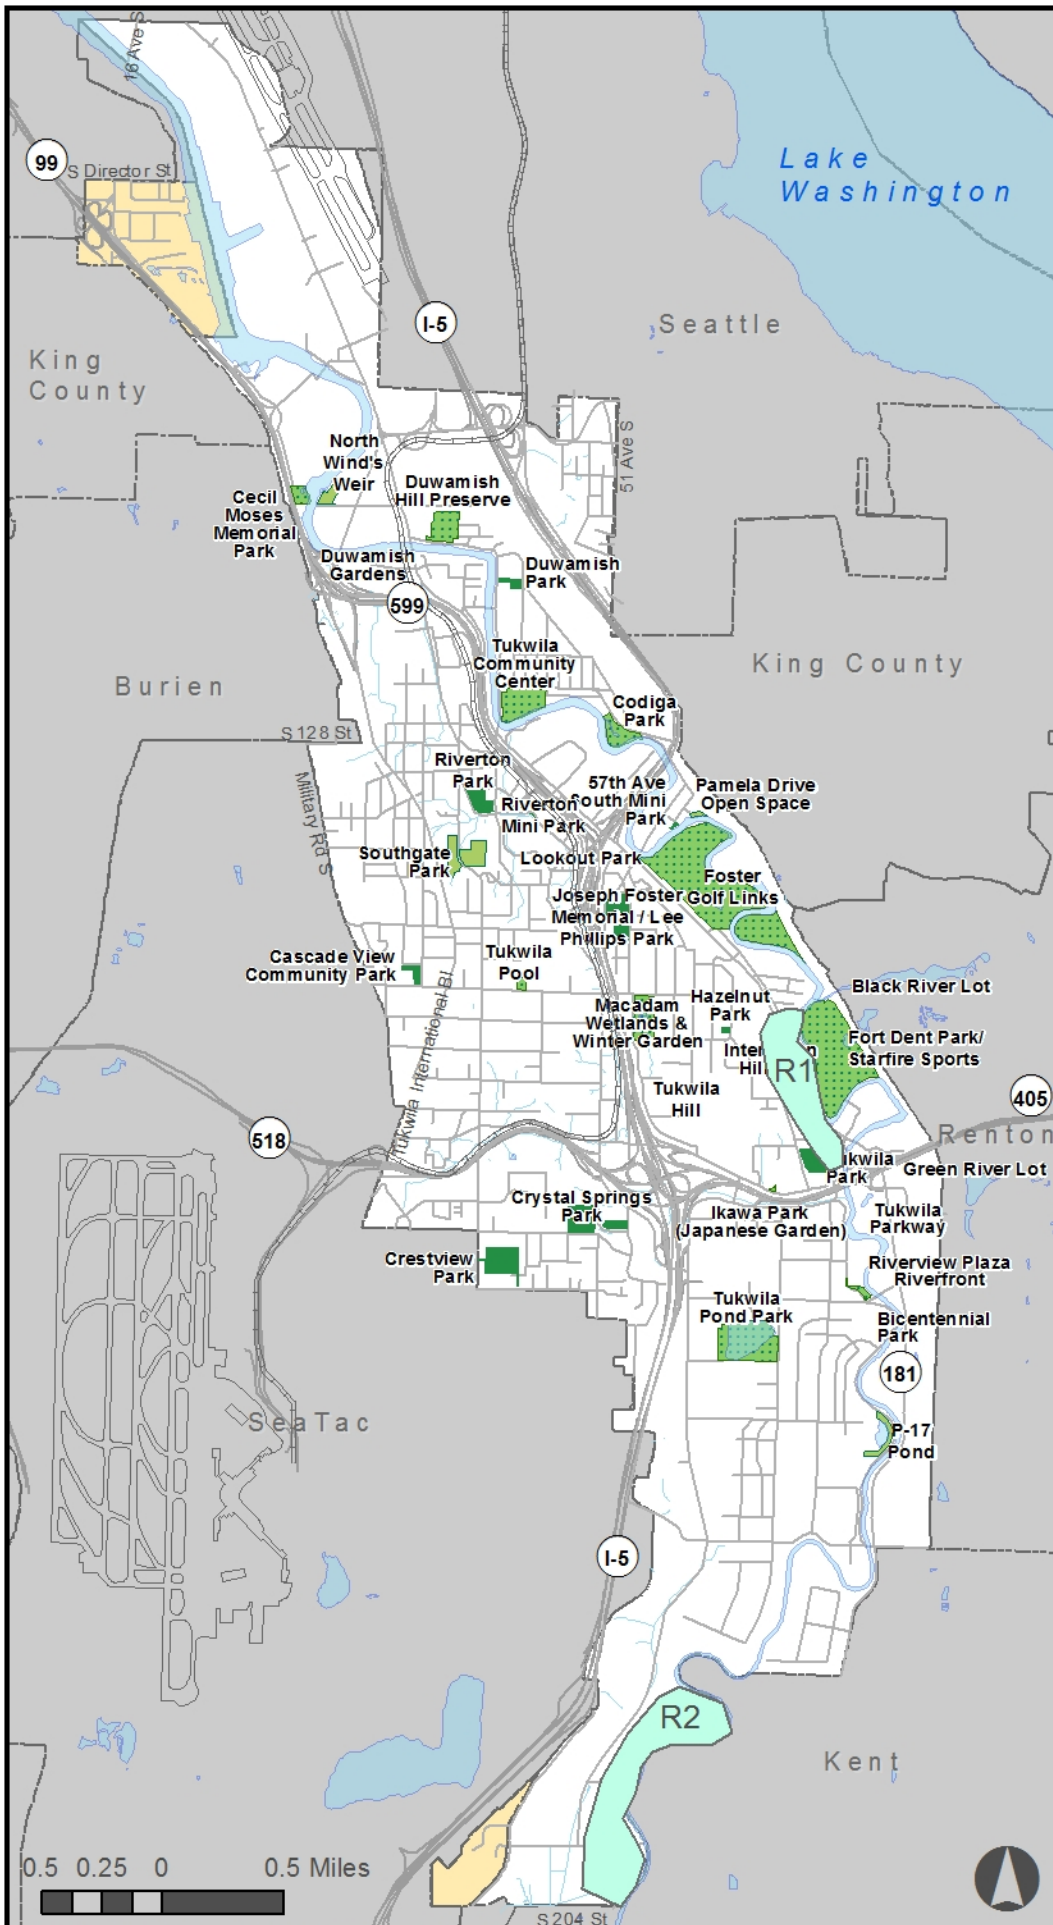 16 Ave S
99
S Director St
Lake
Washington
I-5
Seattle
King
County
51 Ave S
North
Wind's
Weir
Duwamish
Hill Preserve
Cecil
Moses
Memorial
Park
Duwamish
Gardens
Duwamish
Park
599
Tukwila
Community
Center
King County
Burien
Codiga
Park
S 128 St
Riverton
Park
Military Rd S
57th Ave
South Mini
Park
Pamela Drive
Open Space
Riverton
Mini Park
Southgate
Park
Lookout Park
Foster
Golf Links
Joseph Foster
Memorial / Lee
Phillips Park
Cascade View
Community Park
Tukwila
Pool
Black River Lot
Hazelnut
Park
Macadam
Wetlands &
Winter Garden
Fort Dent Park/
Starfire Sports
R1
Tukwila
Hill
Tukwila International Bl
405
518
Renton
Park
Green River Lot
Crystal Springs
Park
Ikawa Park
(Japanese Garden)
Tukwila
Parkway
Crestview
Park
Riverview Plaza
Riverfront
Tukwila
Pond Park
Bicentennial
Park
181
SeaTac
P-17
Pond
I-5
R2
Kent
0.5 0.25 0 0.5 Miles
S 204 St